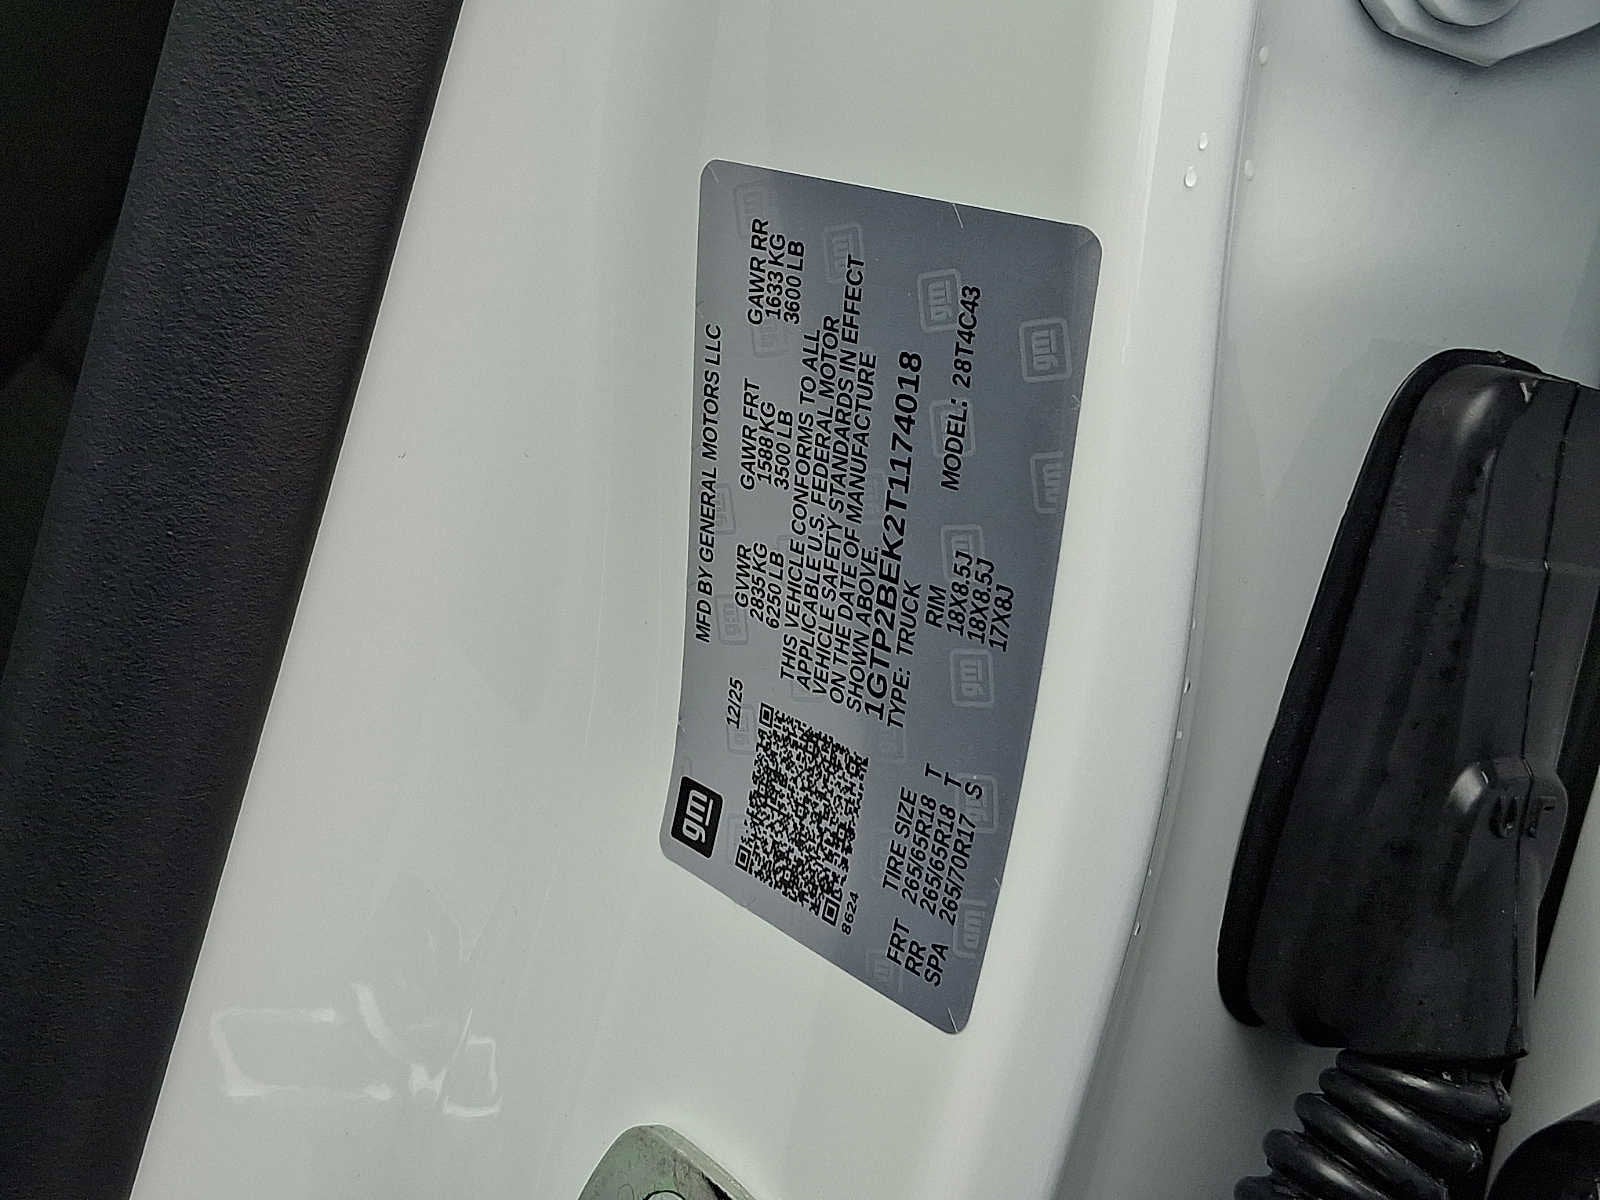 gm
MFD BY GENERAL MOTORS LLC
12/25
GVWR GAWR FRT GAWR RR
2835 KG 1588 KG 1633 KG
6250 LB 3500 LB 3600 LB
THIS VEHICLE CONFORMS TO ALL
APPLICABLE U.S. FEDERAL MOTOR
VEHICLE SAFETY STANDARDS IN EFFECT
ON THE DATE OF MANUFACTURE
SHOWN ABOVE.
1GTP2BEK2T1174018
8624
TYPE: TRUCK
MODEL: 28T4C43
TIRE SIZE RIM
FRT 265/65R18 T 18X8.5J
RR 265/65R18 T 18X8.5J
SPA 265/70R17 S 17X8J